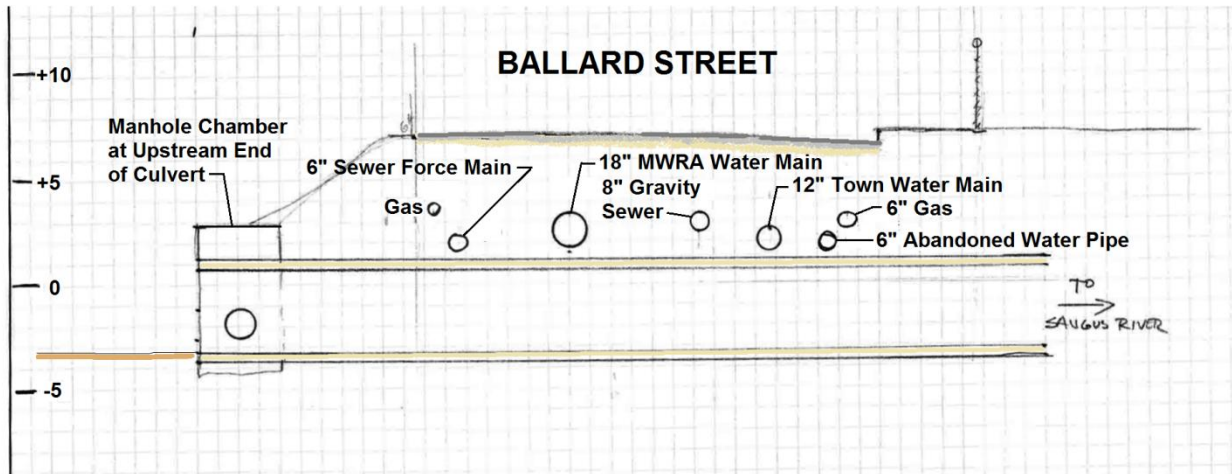 BALLARD STREET
+10
Manhole Chamber
at Upstream End
of Culvert
6" Sewer Force Main
18" MWRA Water Main
8" Gravity
Sewer
12" Town Water Main
+5
Gas
6" Gas
6" Abandoned Water Pipe
0
TO
SAUGUS RIVER
-5